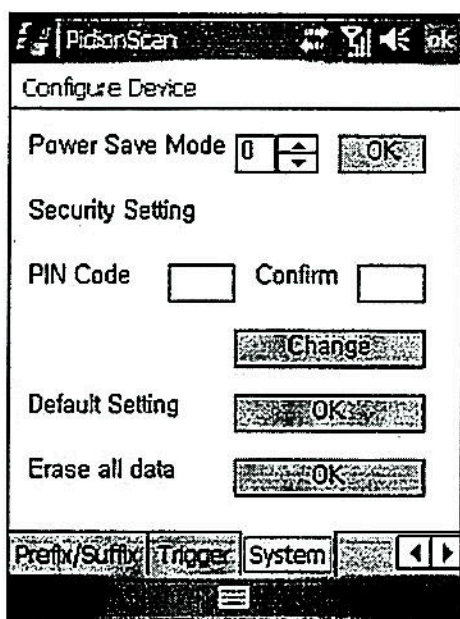 PidionScan ok
Configure Device
Power Save Mode 0 OK
Security Setting
PIN Code Confirm
Change
Default Setting OK
Erase all data OK
Prefix/Suffix Trigger System